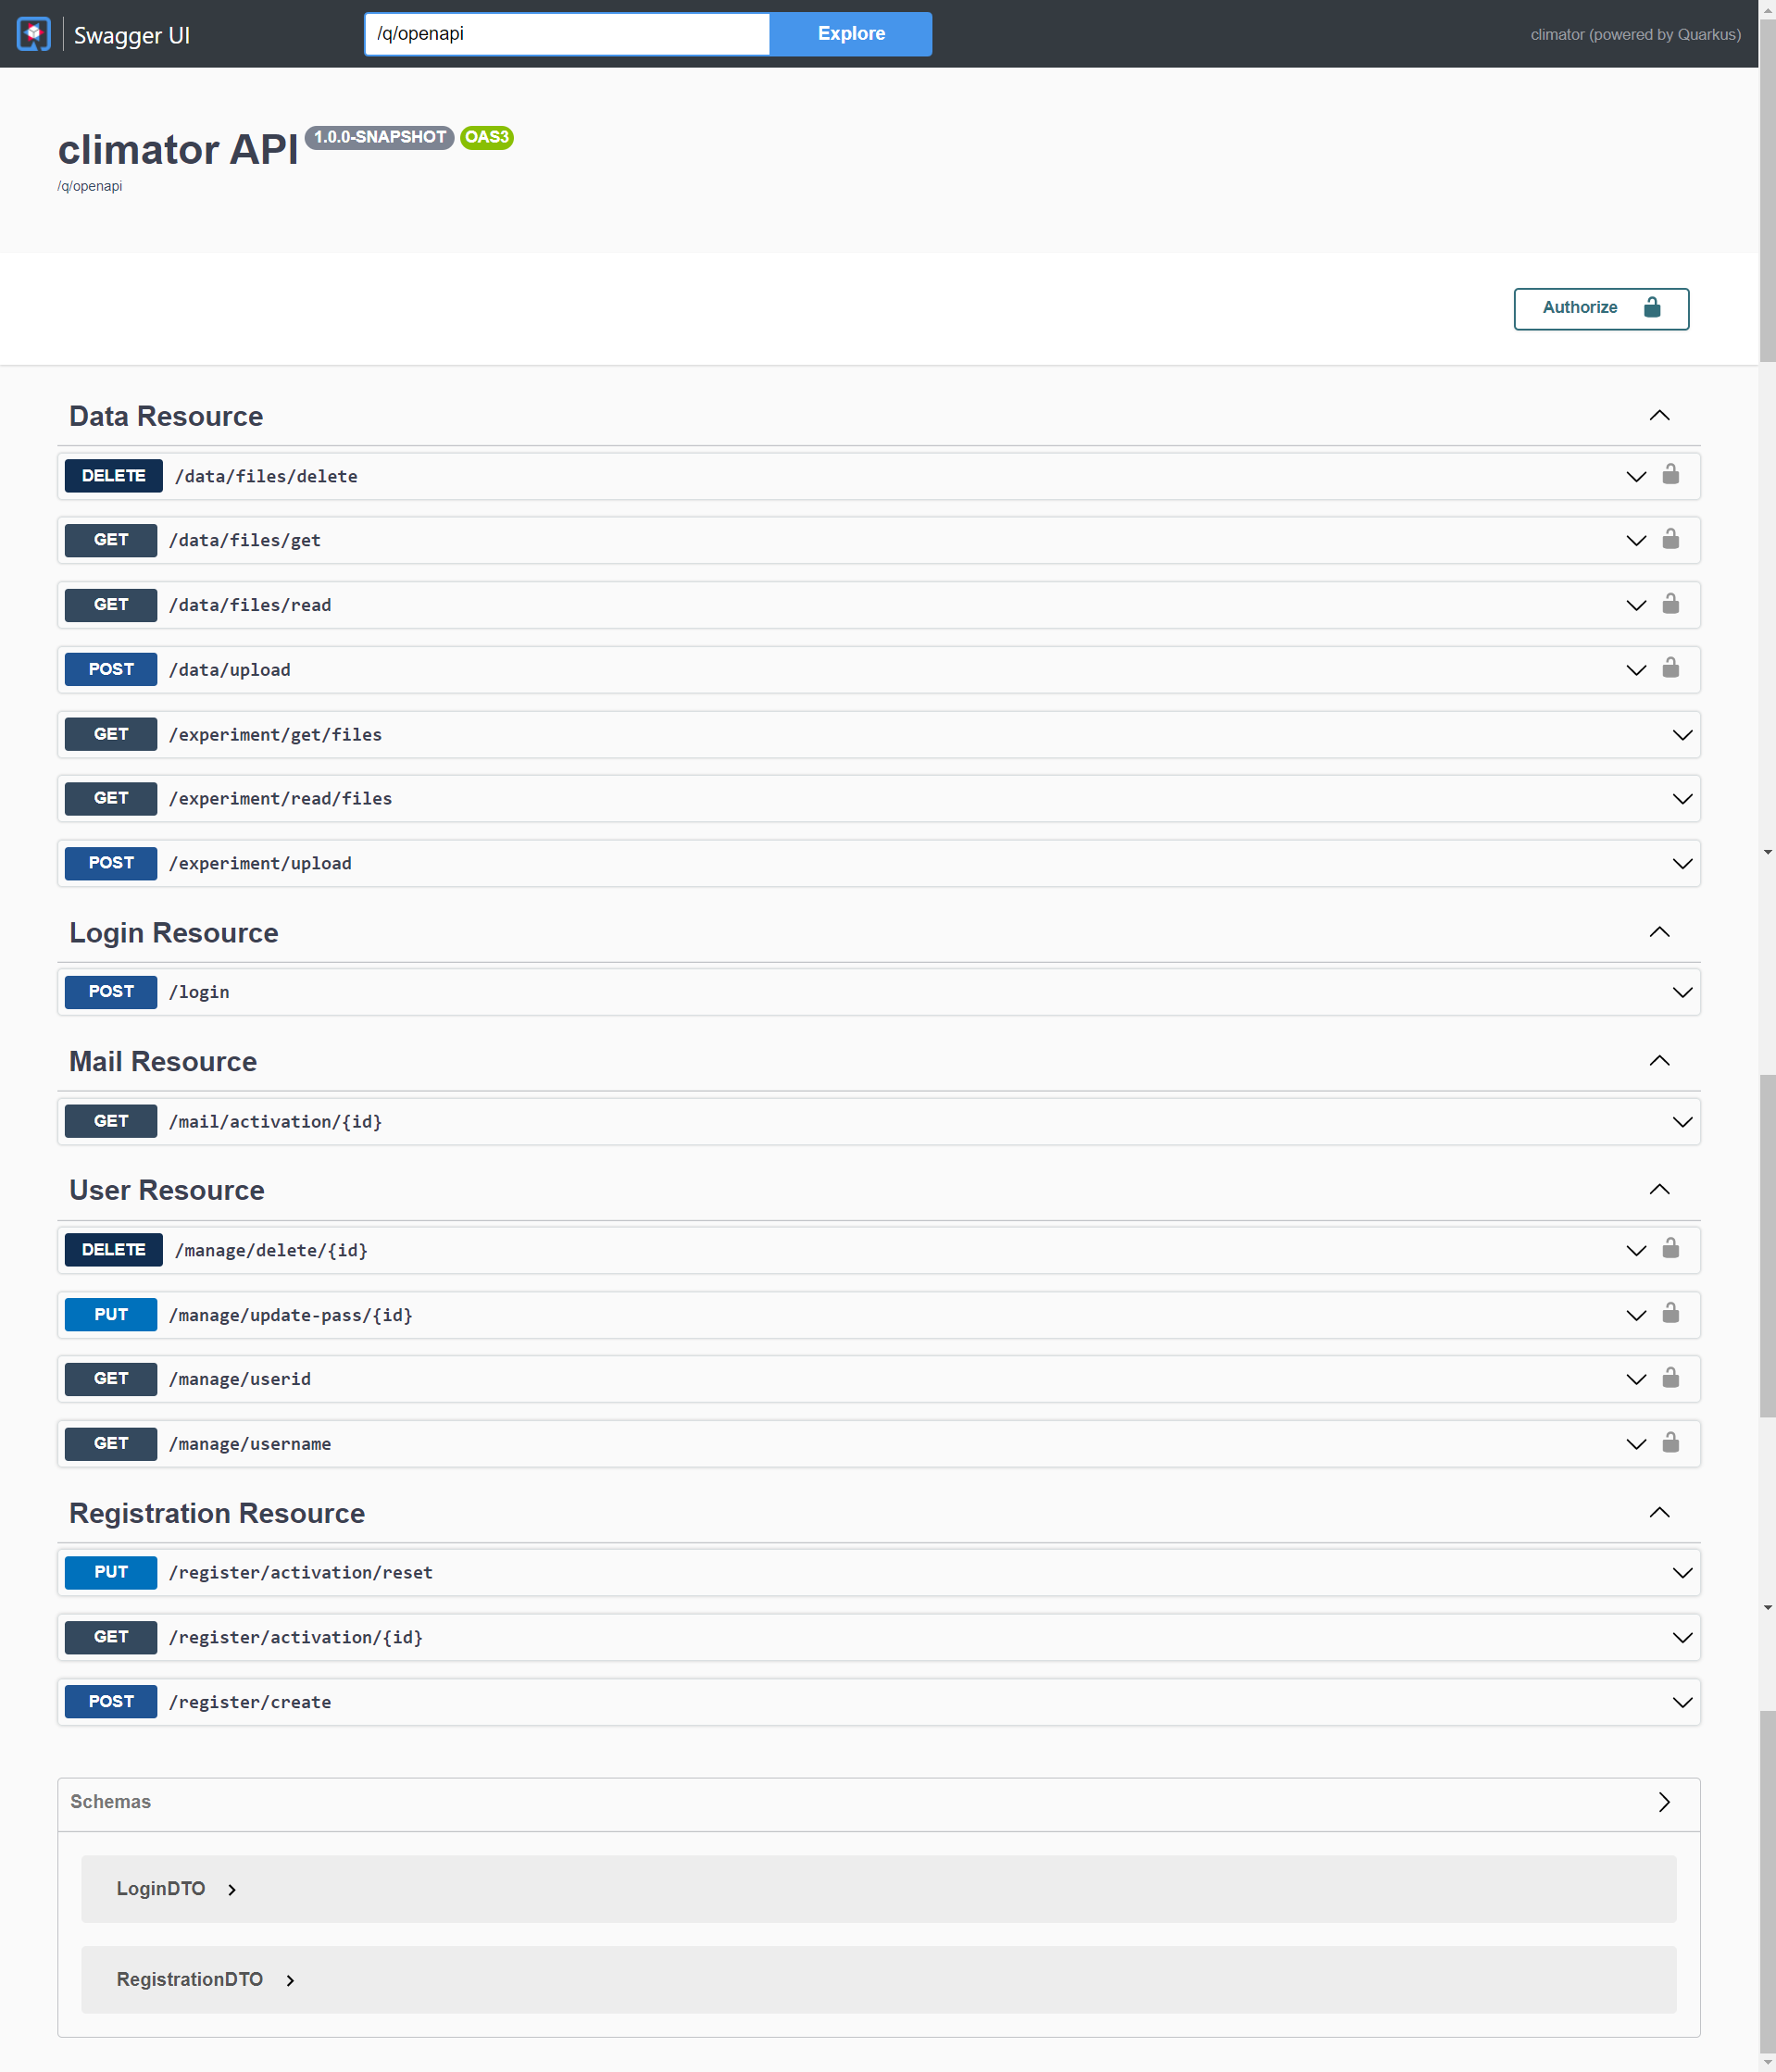 Swagger UI /q/openapi Explore climator (powered by Quarkus)
climator API 1.0.0-SNAPSHOT OAS3
/q/openapi
Authorize
Data Resource
DELETE /data/files/delete
GET /data/files/get
GET /data/files/read
POST /data/upload
GET /experiment/get/files
GET /experiment/read/files
POST /experiment/upload
Login Resource
POST /login
Mail Resource
GET /mail/activation/{id}
User Resource
DELETE /manage/delete/{id}
PUT /manage/update-pass/{id}
GET /manage/userid
GET /manage/username
Registration Resource
PUT /register/activation/reset
GET /register/activation/{id}
POST /register/create
Schemas
LoginDTO
RegistrationDTO